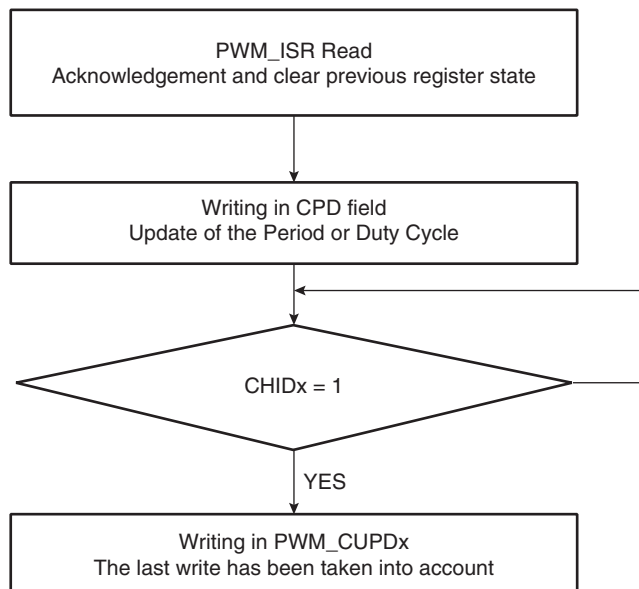 PWM_ISR Read
Acknowledgement and clear previous register state
Writing in CPD field
Update of the Period or Duty Cycle
CHIDx = 1
YES
Writing in PWM_CUPDx
The last write has been taken into account